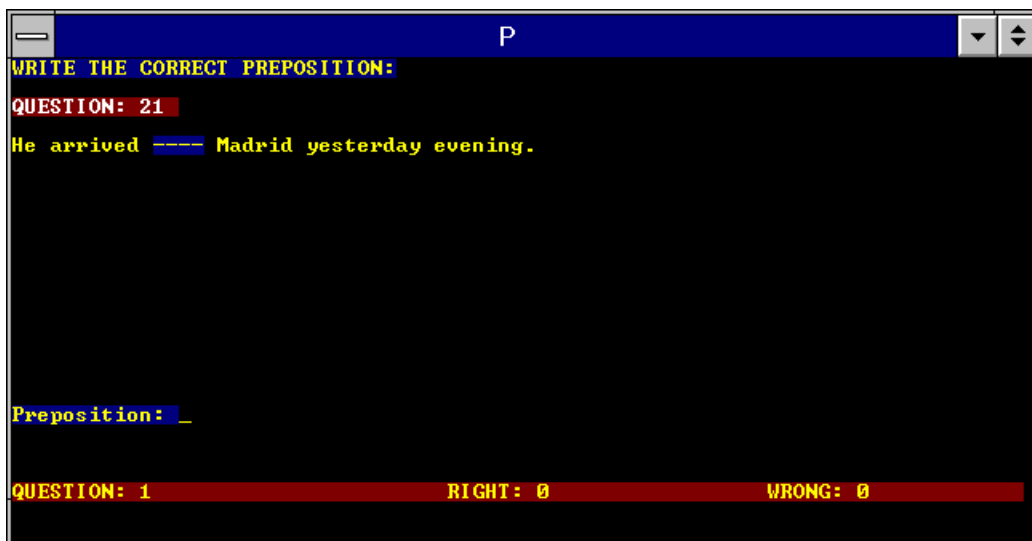 P
WRITE THE CORRECT PREPOSITION:
QUESTION: 21
He arrived ---- Madrid yesterday evening.
Preposition: _
QUESTION: 1 RIGHT: 0 WRONG: 0